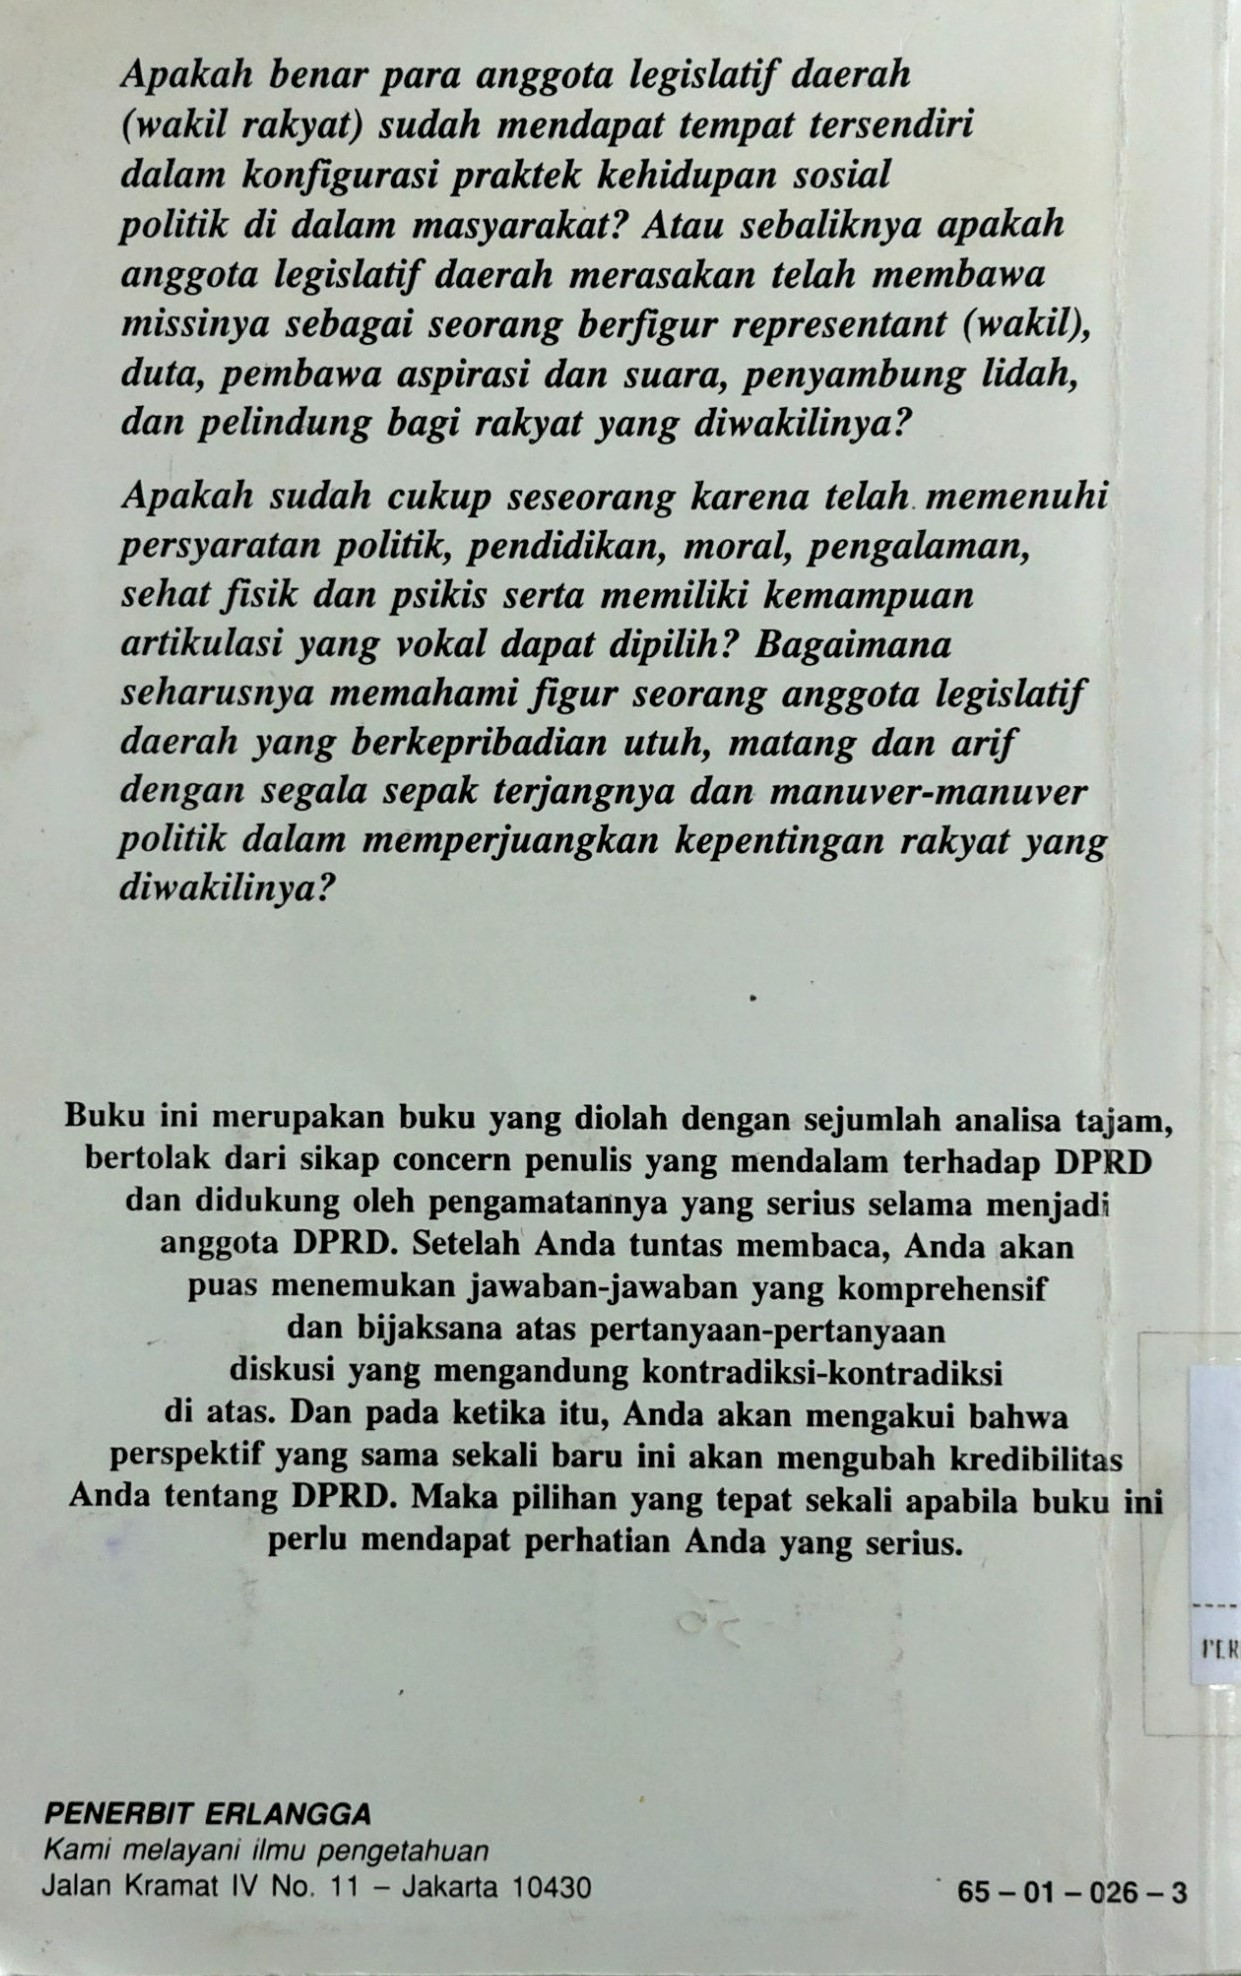 Apakah benar para anggota legislatif daerah
(wakil rakyat) sudah mendapat tempat tersendiri
dalam konfigurasi praktek kehidupan sosial
politik di dalam masyarakat? Atau sebaliknya apakah
anggota legislatif daerah merasakan telah membawa
missinya sebagai seorang berfigur representant (wakil),
duta, pembawa aspirasi dan suara, penyambung lidah,
dan pelindung bagi rakyat yang diwakilinya?
Apakah sudah cukup seseorang karena telah memenuhi
persyaratan politik, pendidikan, moral, pengalaman,
sehat fisik dan psikis serta memiliki kemampuan
artikulasi yang vokal dapat dipilih? Bagaimana
seharusnya memahami figur seorang anggota legislatif
daerah yang berkepribadian utuh, matang dan arif
dengan segala sepak terjangnya dan manuver-manuver
politik dalam memperjuangkan kepentingan rakyat yang
diwakilinya?
Buku ini merupakan buku yang diolah dengan sejumlah analisa tajam,
bertolak dari sikap concern penulis yang mendalam terhadap DPRD
dan didukung oleh pengamatannya yang serius selama menjadi
anggota DPRD. Setelah Anda tuntas membaca, Anda akan
puas menemukan jawaban-jawaban yang komprehensif
dan bijaksana atas pertanyaan-pertanyaan
diskusi yang mengandung kontradiksi-kontradiksi
di atas. Dan pada ketika itu, Anda akan mengakui bahwa
perspektif yang sama sekali baru ini akan mengubah kredibilitas
Anda tentang DPRD. Maka pilihan yang tepat sekali apabila buku ini
perlu mendapat perhatian Anda yang serius.
PENERBIT ERLANGGA
Kami melayani ilmu pengetahuan
Jalan Kramat IV No. 11 – Jakarta 10430
65 – 01 – 026 – 3